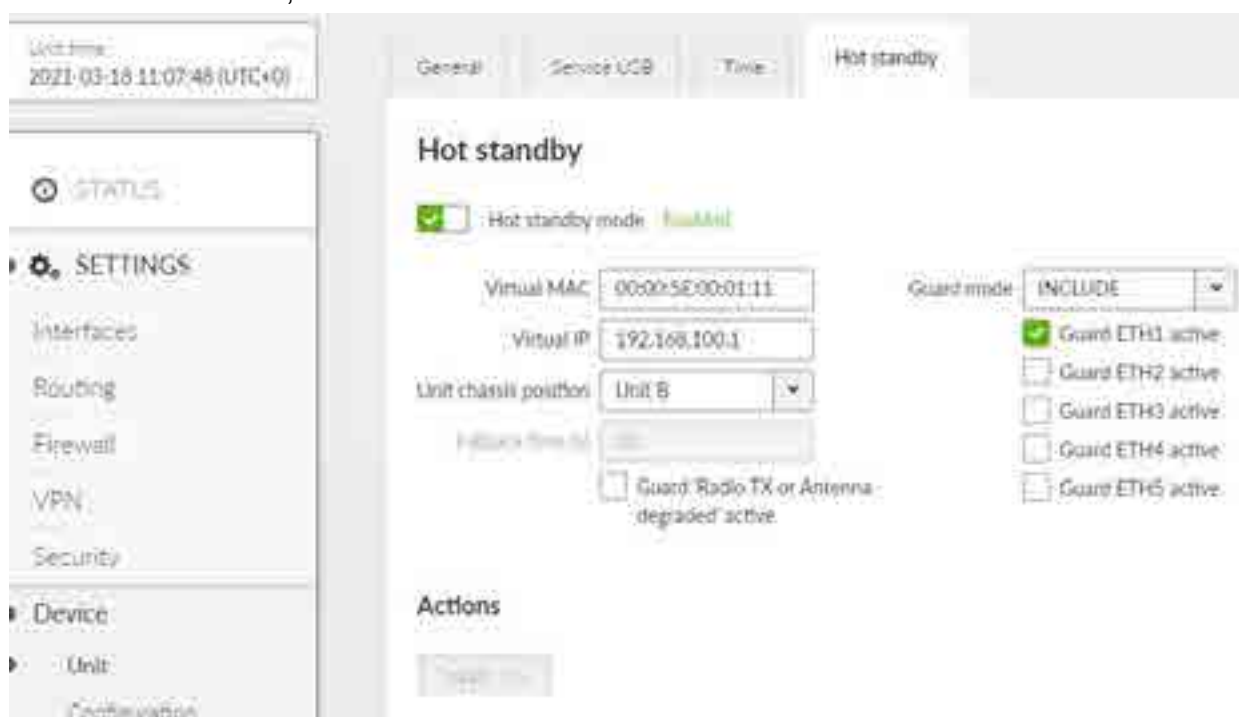 Unit time
2021-03-18 11:07:48 (UTC+0)
General
Service USB
Time
Hot standby
STATUS
SETTINGS
Interfaces
Routing
Firewall
VPN
Security
Device
Unit
Configuration
Hot standby
Hot standby mode Enabled
Virtual MAC 00:00:5E:00:01:11
Virtual IP 192.168.100.1
Unit chassis position Unit B
Guard 'Radio TX or Antenna
degraded' active
Guard mode INCLUDE
Guard ETH1 active
Guard ETH2 active
Guard ETH3 active
Guard ETH4 active
Guard ETH5 active
Actions